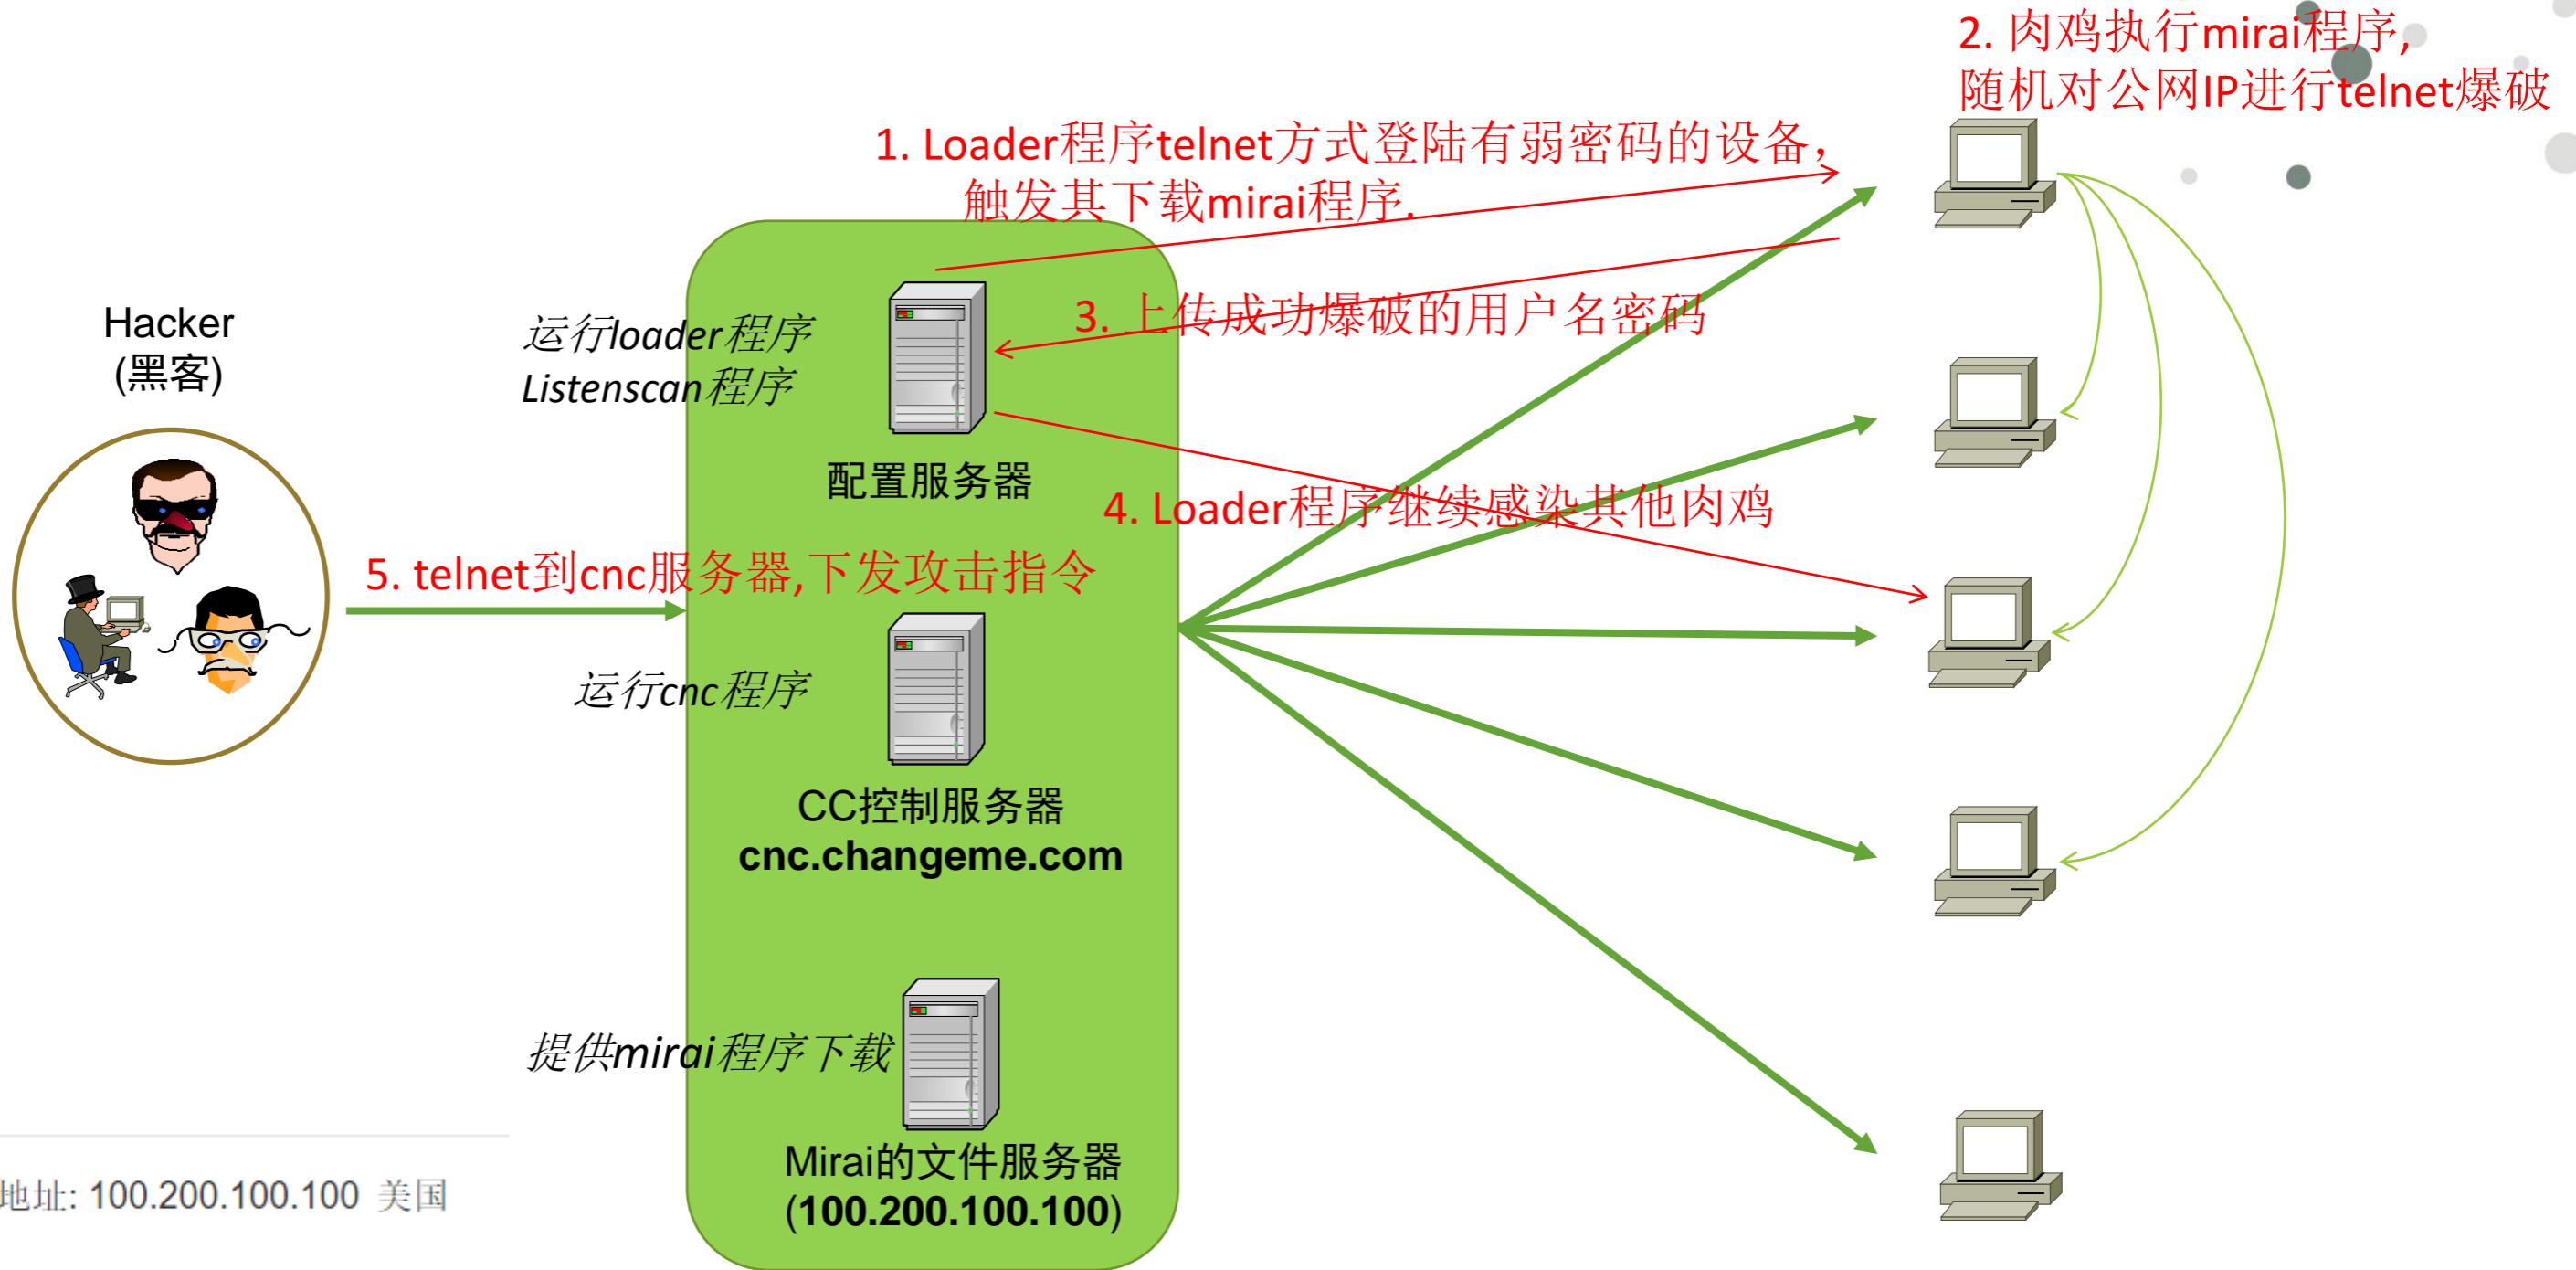 2. 肉鸡执行mirai程序,
随机对公网IP进行telnet爆破
1. Loader程序telnet方式登陆有弱密码的设备，
触发其下载mirai程序.
Hacker
(黑客)
运行loader程序
Listenscan程序
3. 上传成功爆破的用户名密码
配置服务器
4. Loader程序继续感染其他肉鸡
5. telnet到cnc服务器,下发攻击指令
运行cnc程序
CC控制服务器
cnc.changeme.com
提供mirai程序下载
Mirai的文件服务器
(100.200.100.100)
地址: 100.200.100.100 美国